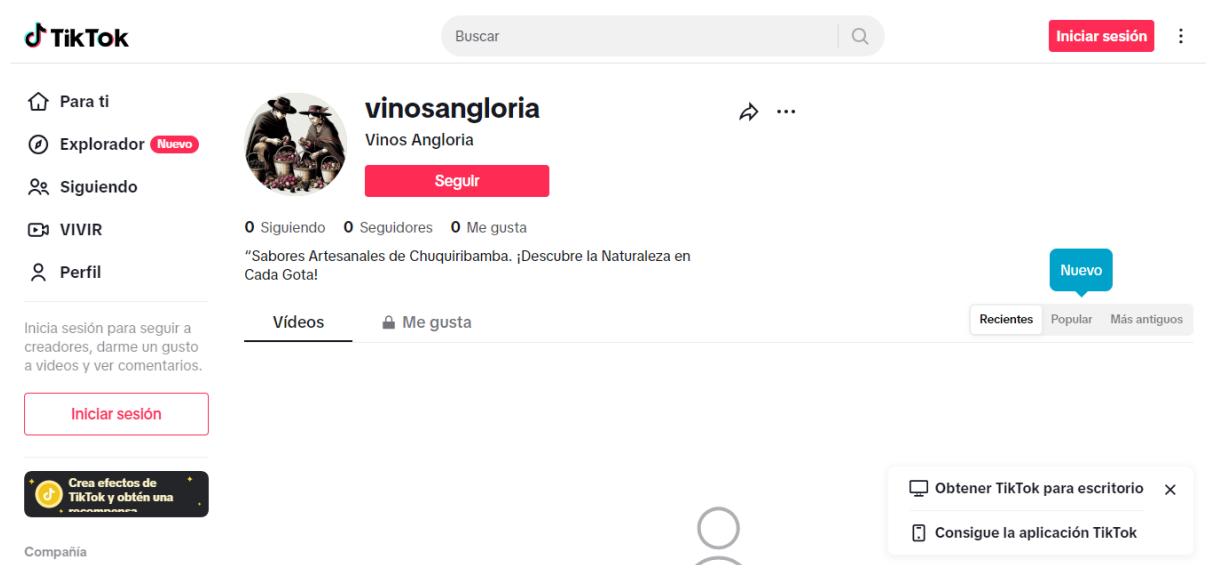 TikTok
Buscar
Iniciar sesión
Para ti
Explorador Nuevo
Siguiendo
VIVIR
Perfil
Inicia sesión para seguir a
creadores, darme un gusto
a videos y ver comentarios.
Iniciar sesión
Crea efectos de
TikTok y obtén una
recompensa
Compañía
vinosangloria
Vinos Angloria
Seguir
0 Siguiendo 0 Seguidores 0 Me gusta
"Sabores Artesanales de Chuquiribamba. ¡Descubre la Naturaleza en
Cada Gota!
Vídeos Me gusta
Nuevo
Recientes Popular Más antiguos
Obtener TikTok para escritorio
Consigue la aplicación TikTok